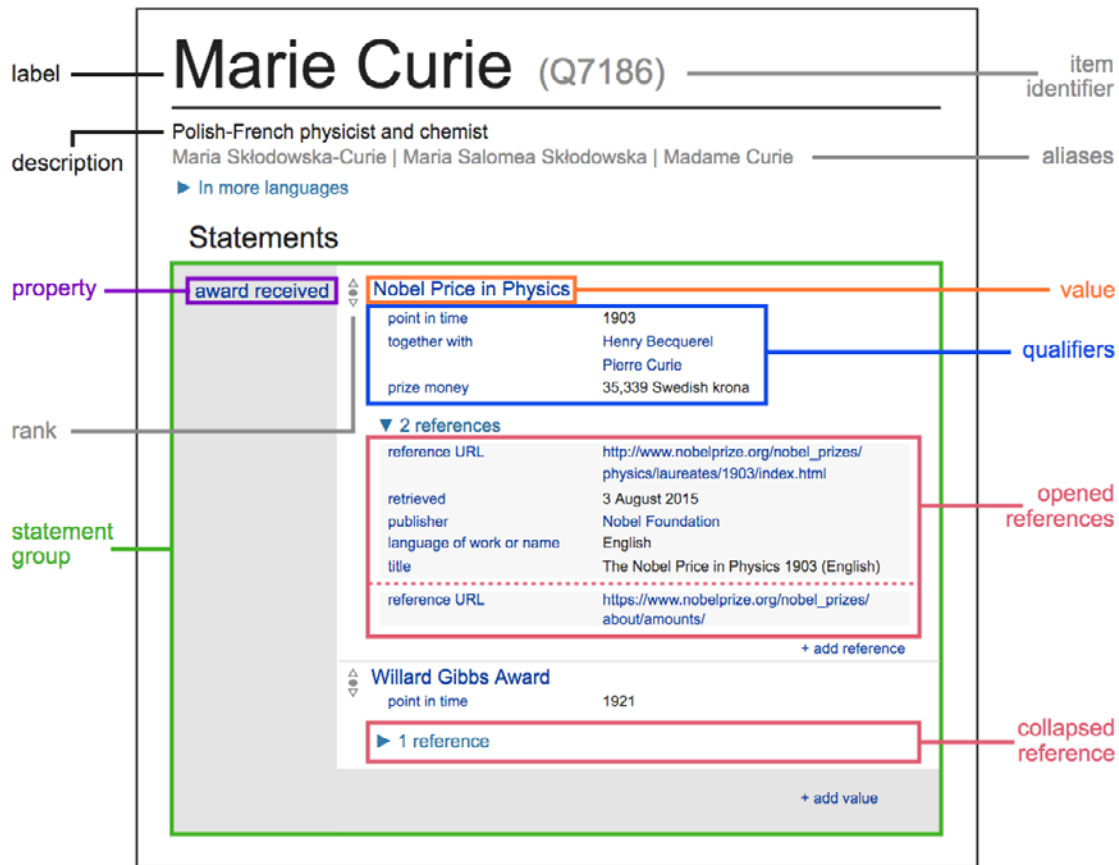 label
Marie Curie (Q7186)
item
identifier
description
Polish-French physicist and chemist
Maria Skłodowska-Curie | Maria Salomea Skłodowska | Madame Curie
aliases
► In more languages
Statements
property
award received
Nobel Price in Physics
value
point in time 1903
together with Henry Becquerel
Pierre Curie
prize money 35,339 Swedish krona
qualifiers
rank
▼ 2 references
reference URL http://www.nobelprize.org/nobel_prizes/
physics/laureates/1903/index.html
retrieved 3 August 2015
publisher Nobel Foundation
language of work or name English
title The Nobel Price in Physics 1903 (English)
opened
references
statement
group
reference URL https://www.nobelprize.org/nobel_prizes/
about/amounts/
+ add reference
Willard Gibbs Award
point in time 1921
► 1 reference
collapsed
reference
+ add value